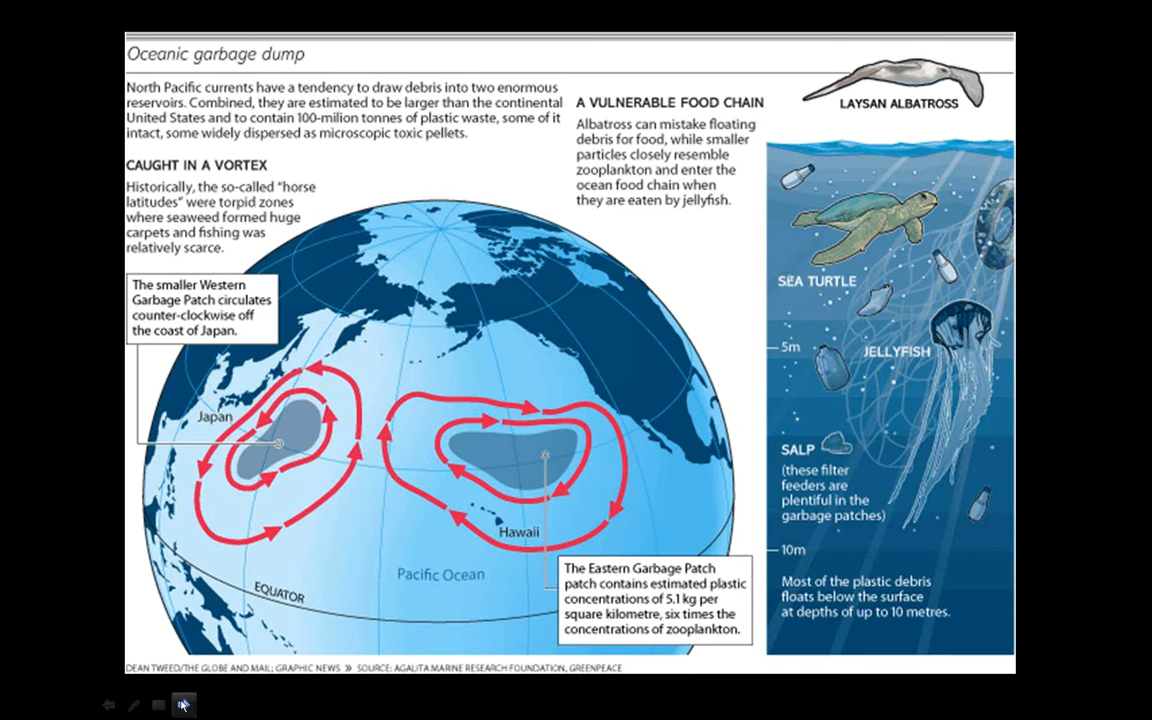 Oceanic garbage dump
North Pacific currents have a tendency to draw debris into two enormous
reservoirs. Combined, they are estimated to be larger than the continental
United States and to contain 100-milion tonnes of plastic waste, some of it
intact, some widely dispersed as microscopic toxic pellets.
CAUGHT IN A VORTEX
Historically, the so-called "horse
latitudes" were torpid zones
where seaweed formed huge
carpets and fishing was
relatively scarce.
The smaller Western
Garbage Patch circulates
counter-clockwise off
the coast of Japan.
Japan
Hawaii
Pacific Ocean
EQUATOR
The Eastern Garbage Patch
patch contains estimated plastic
concentrations of 5.1 kg per
square kilometre, six times the
concentrations of zooplankton.
A VULNERABLE FOOD CHAIN
Albatross can mistake floating
debris for food, while smaller
particles closely resemble
zooplankton and enter the
ocean food chain when
they are eaten by jellyfish.
LAYSAN ALBATROSS
SEA TURTLE
5m
JELLYFISH
SALP
(these filter
feeders are
plentiful in the
garbage patches)
10m
Most of the plastic debris
floats below the surface
at depths of up to 10 metres.
DEAN TWEED/THE GLOBE AND MAIL; GRAPHIC NEWS » SOURCE: AGALITA MARINE RESEARCH FOUNDATION, GREENPEACE